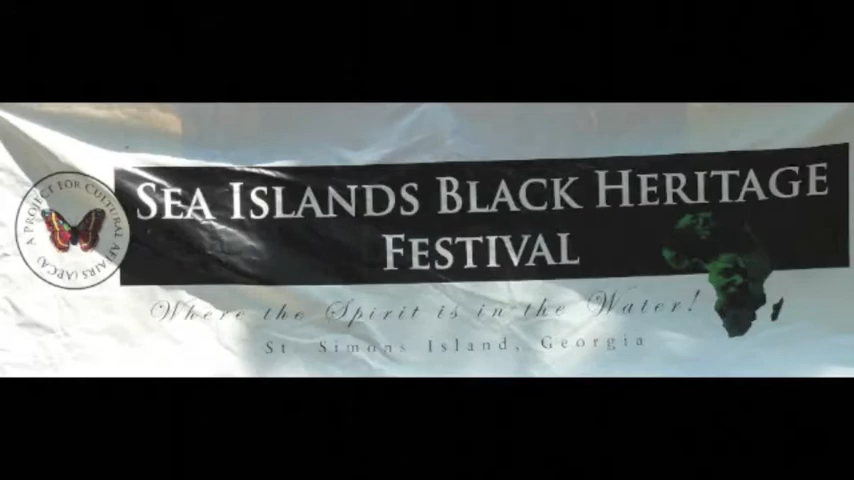 A PROJECT FOR CULTURAL AFFAIRS (APCA)
SEA ISLANDS BLACK HERITAGE
FESTIVAL
Where the Spirit is in the Water!
St. Simons Island, Georgia